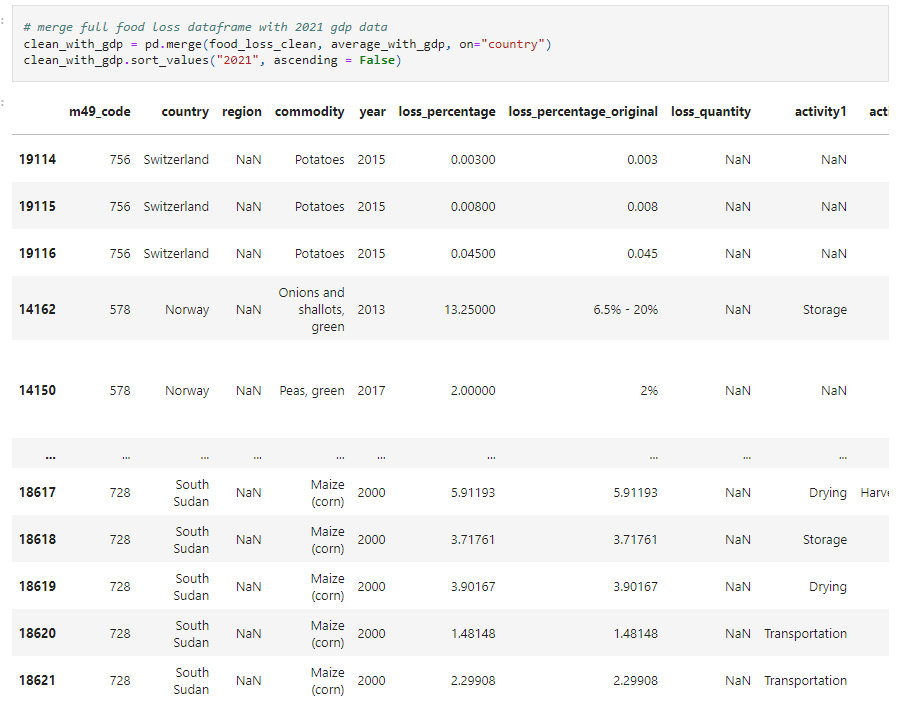 # merge full food loss dataframe with 2021 gdp data
clean_with_gdp = pd.merge(food_loss_clean, average_with_gdp, on="country")
clean_with_gdp.sort_values("2021", ascending = False)
m49_code country region commodity year loss_percentage loss_percentage_original loss_quantity activity1 acti
19114 756 Switzerland NaN Potatoes 2015 0.00300 0.003 NaN NaN
19115 756 Switzerland NaN Potatoes 2015 0.00800 0.008 NaN NaN
19116 756 Switzerland NaN Potatoes 2015 0.04500 0.045 NaN NaN
Onions and
14162 578 Norway NaN shallots, 2013 13.25000 6.5% - 20% NaN Storage
green
14150 578 Norway NaN Peas, green 2017 2.00000 2% NaN NaN
... ... ... ... ... ... ... ... ... ...
18617 728 South Sudan NaN Maize (corn) 2000 5.91193 5.91193 NaN Drying Harve
18618 728 South Sudan NaN Maize (corn) 2000 3.71761 3.71761 NaN Storage
18619 728 South Sudan NaN Maize (corn) 2000 3.90167 3.90167 NaN Drying
18620 728 South Sudan NaN Maize (corn) 2000 1.48148 1.48148 NaN Transportation
18621 728 South Sudan NaN Maize (corn) 2000 2.29908 2.29908 NaN Transportation